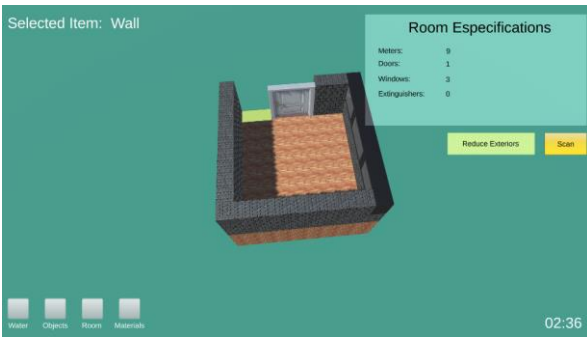 Selected Item: Wall
Room Especifications
Meters: 9
Doors: 1
Windows: 3
Extinguishers: 0
Reduce Exteriors
Scan
Water
Objects
Room
Materials
02:36